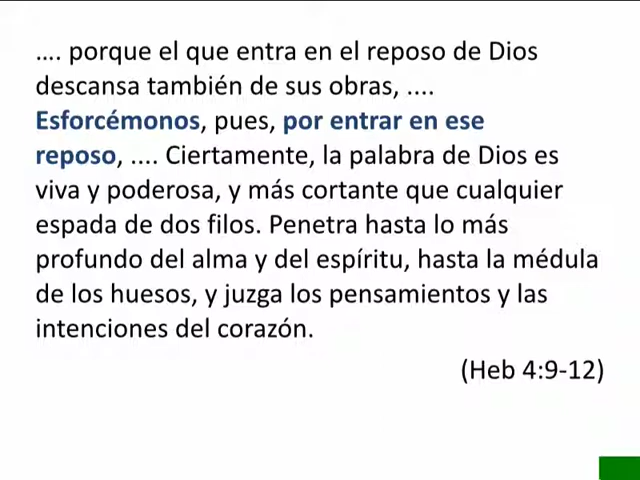 .... porque el que entra en el reposo de Dios
descansa también de sus obras, ....
Esforcémonos, pues, por entrar en ese
reposo, .... Ciertamente, la palabra de Dios es
viva y poderosa, y más cortante que cualquier
espada de dos filos. Penetra hasta lo más
profundo del alma y del espíritu, hasta la médula
de los huesos, y juzga los pensamientos y las
intenciones del corazón.
(Heb 4:9-12)